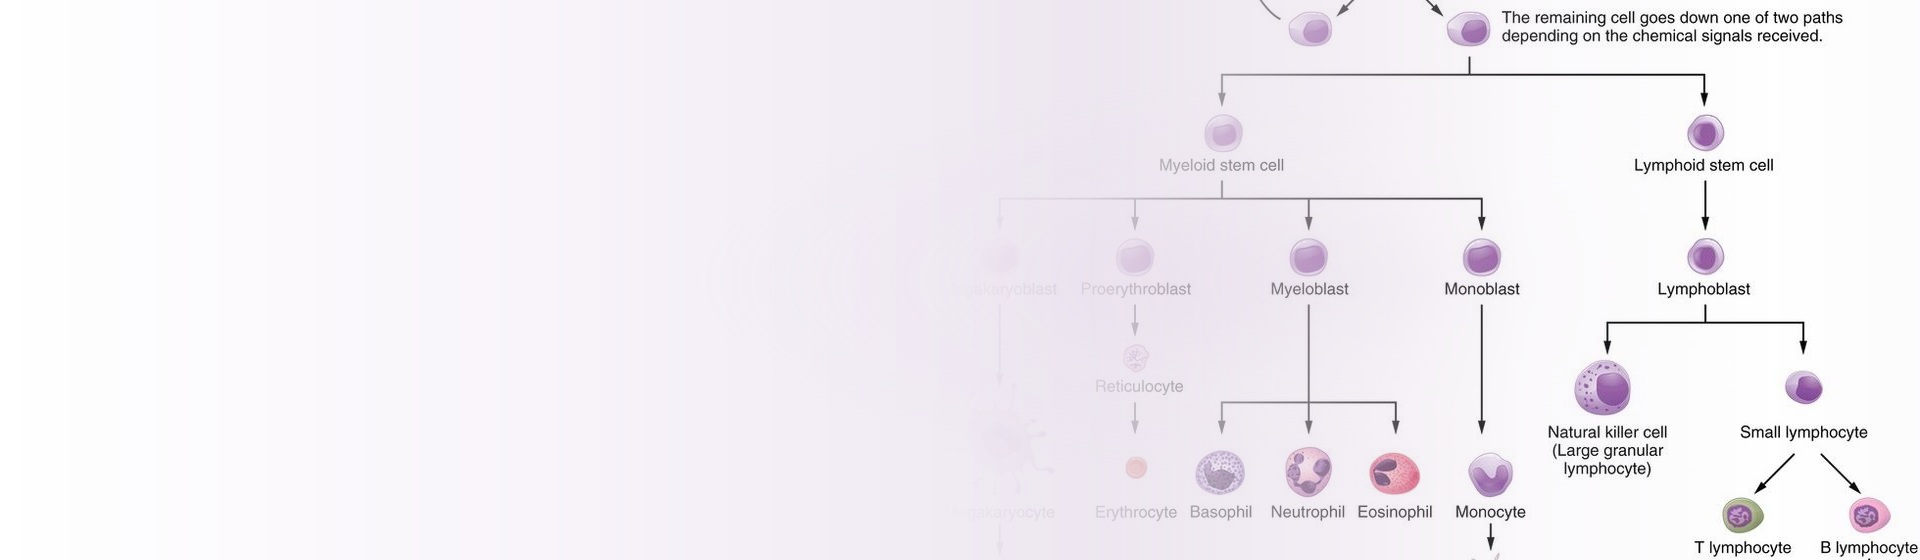 The remaining cell goes down one of two paths
depending on the chemical signals received.
Myeloid stem cell
Lymphoid stem cell
Proerythroblast
Myeloblast
Monoblast
Lymphoblast
Reticulocyte
Natural killer cell
(Large granular
lymphocyte)
Small lymphocyte
Erythrocyte
Basophil
Neutrophil
Eosinophil
Monocyte
T lymphocyte
B lymphocyte